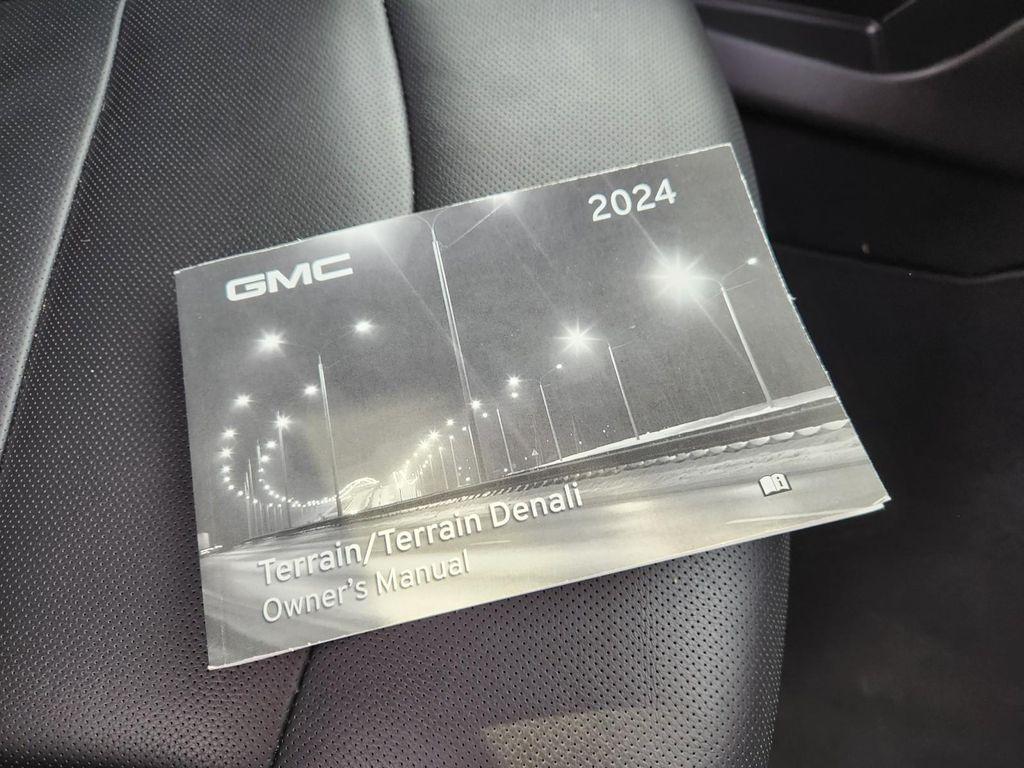 2024
GMC
Terrain/Terrain Denali
Owner's Manual